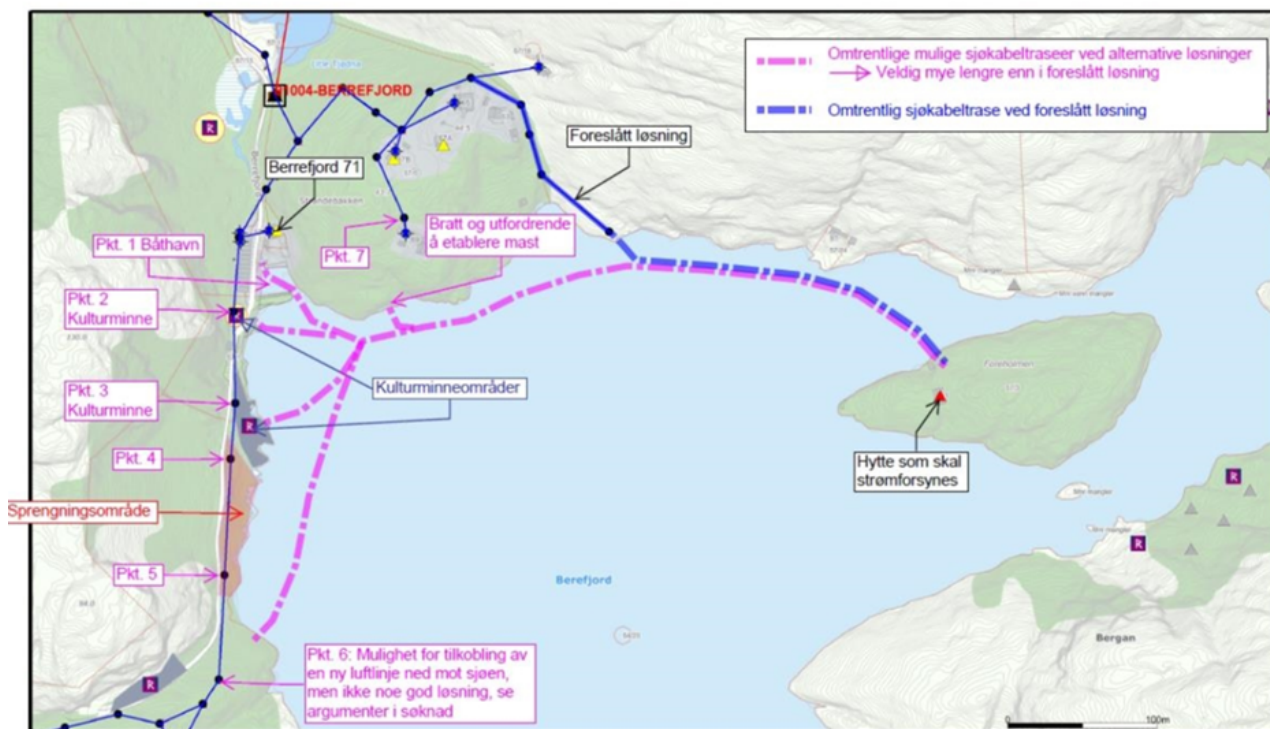 Omtrentlige mulige sjøkabeltraseer ved alternative løsninger
Veldig mye lengre enn i foreslått løsning
Omtrentlig sjøkabeltrase ved foreslått løsning
1004-BERREFJORD
R
Foreslått løsning
Berrefjord 71
Pkt. 1 Båthavn
Pkt. 7
Bratt og utfordrende
å etablere mast
Pkt. 2
Kulturminne
Kulturminneområder
Pkt. 3
Kulturminne
R
Pkt. 4
Hytte som skal
strømforsynes
R
Sprengningsområde
R
Pkt. 5
Berefjord
Bergan
Pkt. 6: Mulighet for tilkobling av
en ny luftlinje ned mot sjøen,
men ikke noe god løsning, se
argumenter i søknad
R
0
100m